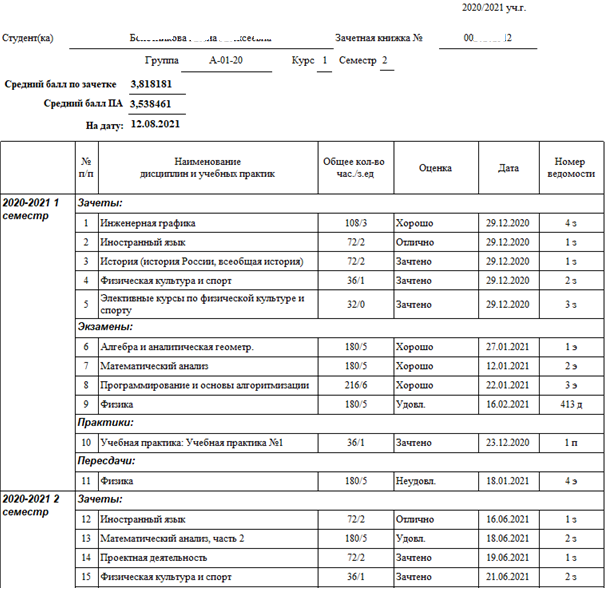 2020/2021 уч.г.
Студент(ка) Зачетная книжка №
Группа А-01-20 Курс 1 Семестр 2
Средний балл по зачетке 3,818181
Средний балл ПА 3,538461
На дату: 12.08.2021
№ п/п Наименование дисциплин и учебных практик Общее кол-во час./з.ед Оценка Дата Номер ведомости
2020-2021 1 семестр Зачеты:
1 Инженерная графика 108/3 Хорошо 29.12.2020 4 з
2 Иностранный язык 72/2 Отлично 29.12.2020 1 з
3 История (история России, всеобщая история) 72/2 Зачтено 29.12.2020 1 з
4 Физическая культура и спорт 36/1 Зачтено 29.12.2020 2 з
5 Элективные курсы по физической культуре и спорту 32/0 Зачтено 29.12.2020 3 з
Экзамены:
6 Алгебра и аналитическая геометр. 180/5 Хорошо 27.01.2021 1 э
7 Математический анализ 180/5 Хорошо 12.01.2021 2 э
8 Программирование и основы алгоритмизации 216/6 Хорошо 22.01.2021 3 э
9 Физика 180/5 Удовл. 16.02.2021 413 д
Практики:
10 Учебная практика: Учебная практика №1 36/1 Зачтено 23.12.2020 1 п
Пересдачи:
11 Физика 180/5 Неудовл. 18.01.2021 4 э
2020-2021 2 семестр Зачеты:
12 Иностранный язык 72/2 Отлично 16.06.2021 1 з
13 Математический анализ, часть 2 180/5 Удовл. 18.06.2021 2 з
14 Проектная деятельность 72/2 Зачтено 19.06.2021 1 з
15 Физическая культура и спорт 36/1 Зачтено 21.06.2021 2 з